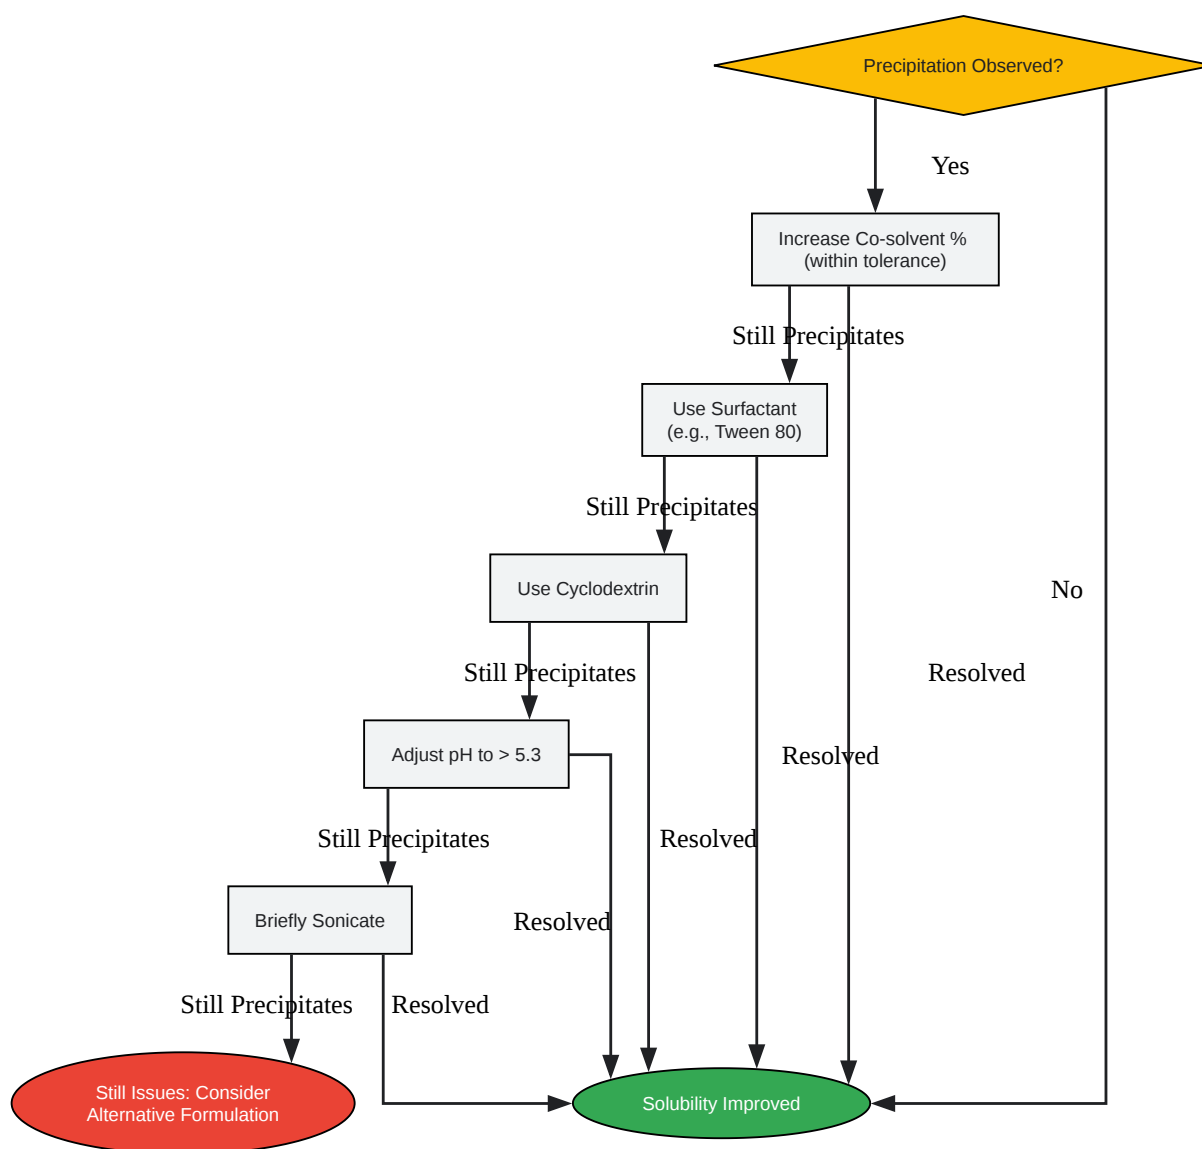 Precipitation Observed?
Yes
Increase Co-solvent %
(within tolerance)
Still Precipitates
Use Surfactant
(e.g., Tween 80)
Still Precipitates
Use Cyclodextrin
No
Still Precipitates
Resolved
Adjust pH to > 5.3
Resolved
Still Precipitates
Resolved
Briefly Sonicate
Resolved
Still Precipitates
Resolved
Still Issues: Consider
Alternative Formulation
Solubility Improved